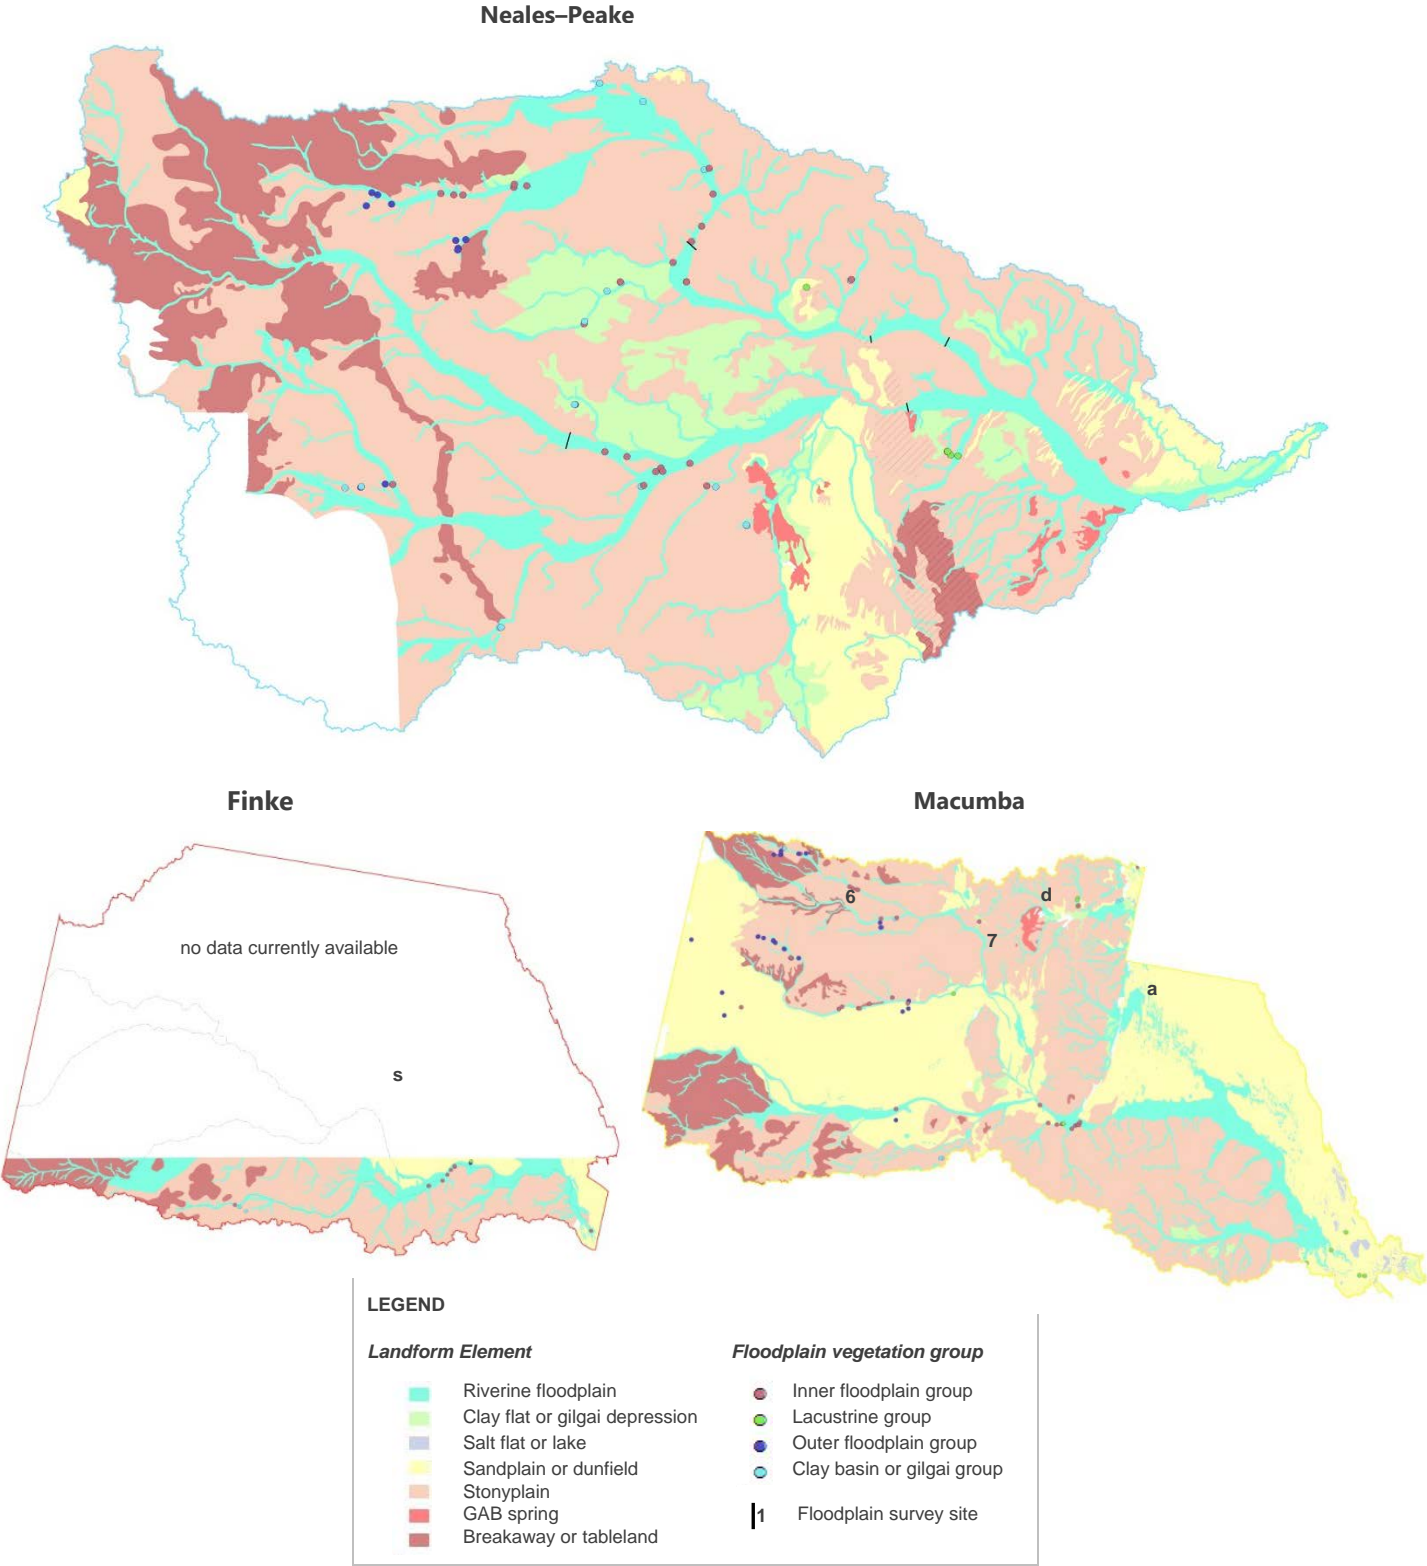 Neales–Peake
Finke
Macumba
6
d
no data currently available
7
a
s
LEGEND
Landform Element
Floodplain vegetation group
Riverine floodplain
Inner floodplain group
Clay flat or gilgai depression
Lacustrine group
Salt flat or lake
Outer floodplain group
Sandplain or dunfield
Clay basin or gilgai group
Stonyplain
GAB spring
1 Floodplain survey site
Breakaway or tableland